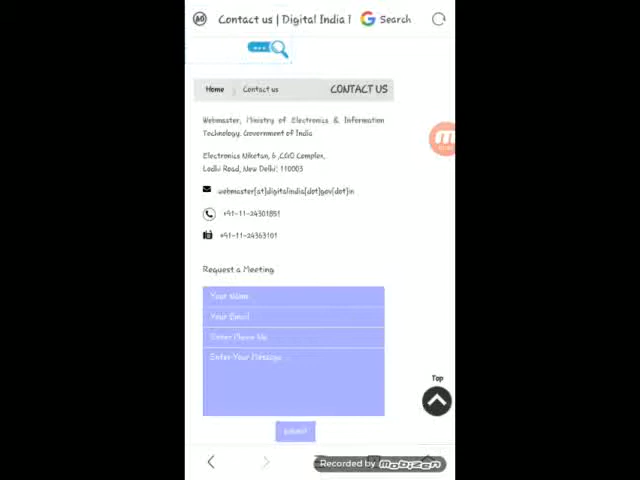 Contact us | Digital India |
Search
Home
Contact us
CONTACT US
Webmaster, Ministry of Electronics & Information
Technology, Government of India
Electronics Niketan, 6 ,CGO Complex,
Lodhi Road, New Delhi: 110003
webmaster[at]digitalindia[dot]gov[dot]in
+91-11-24301851
+91-11-24363101
Request a Meeting
Your Name
Your Email
Enter Phone No.
Enter Your Message
Submit
Top
Recorded by mobizen